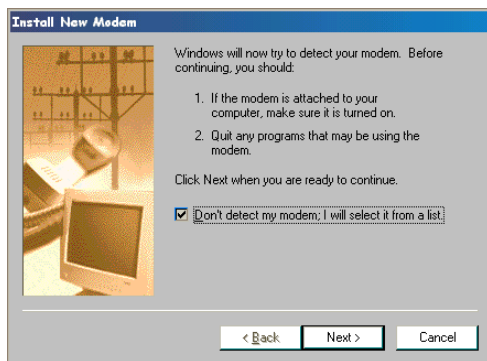 Install New Modem
Windows will now try to detect your modem. Before
continuing, you should:
1. If the modem is attached to your
computer, make sure it is turned on.
2. Quit any programs that may be using the
modem.
Click Next when you are ready to continue.
Don't detect my modem; I will select it from a list.
< Back
Next >
Cancel